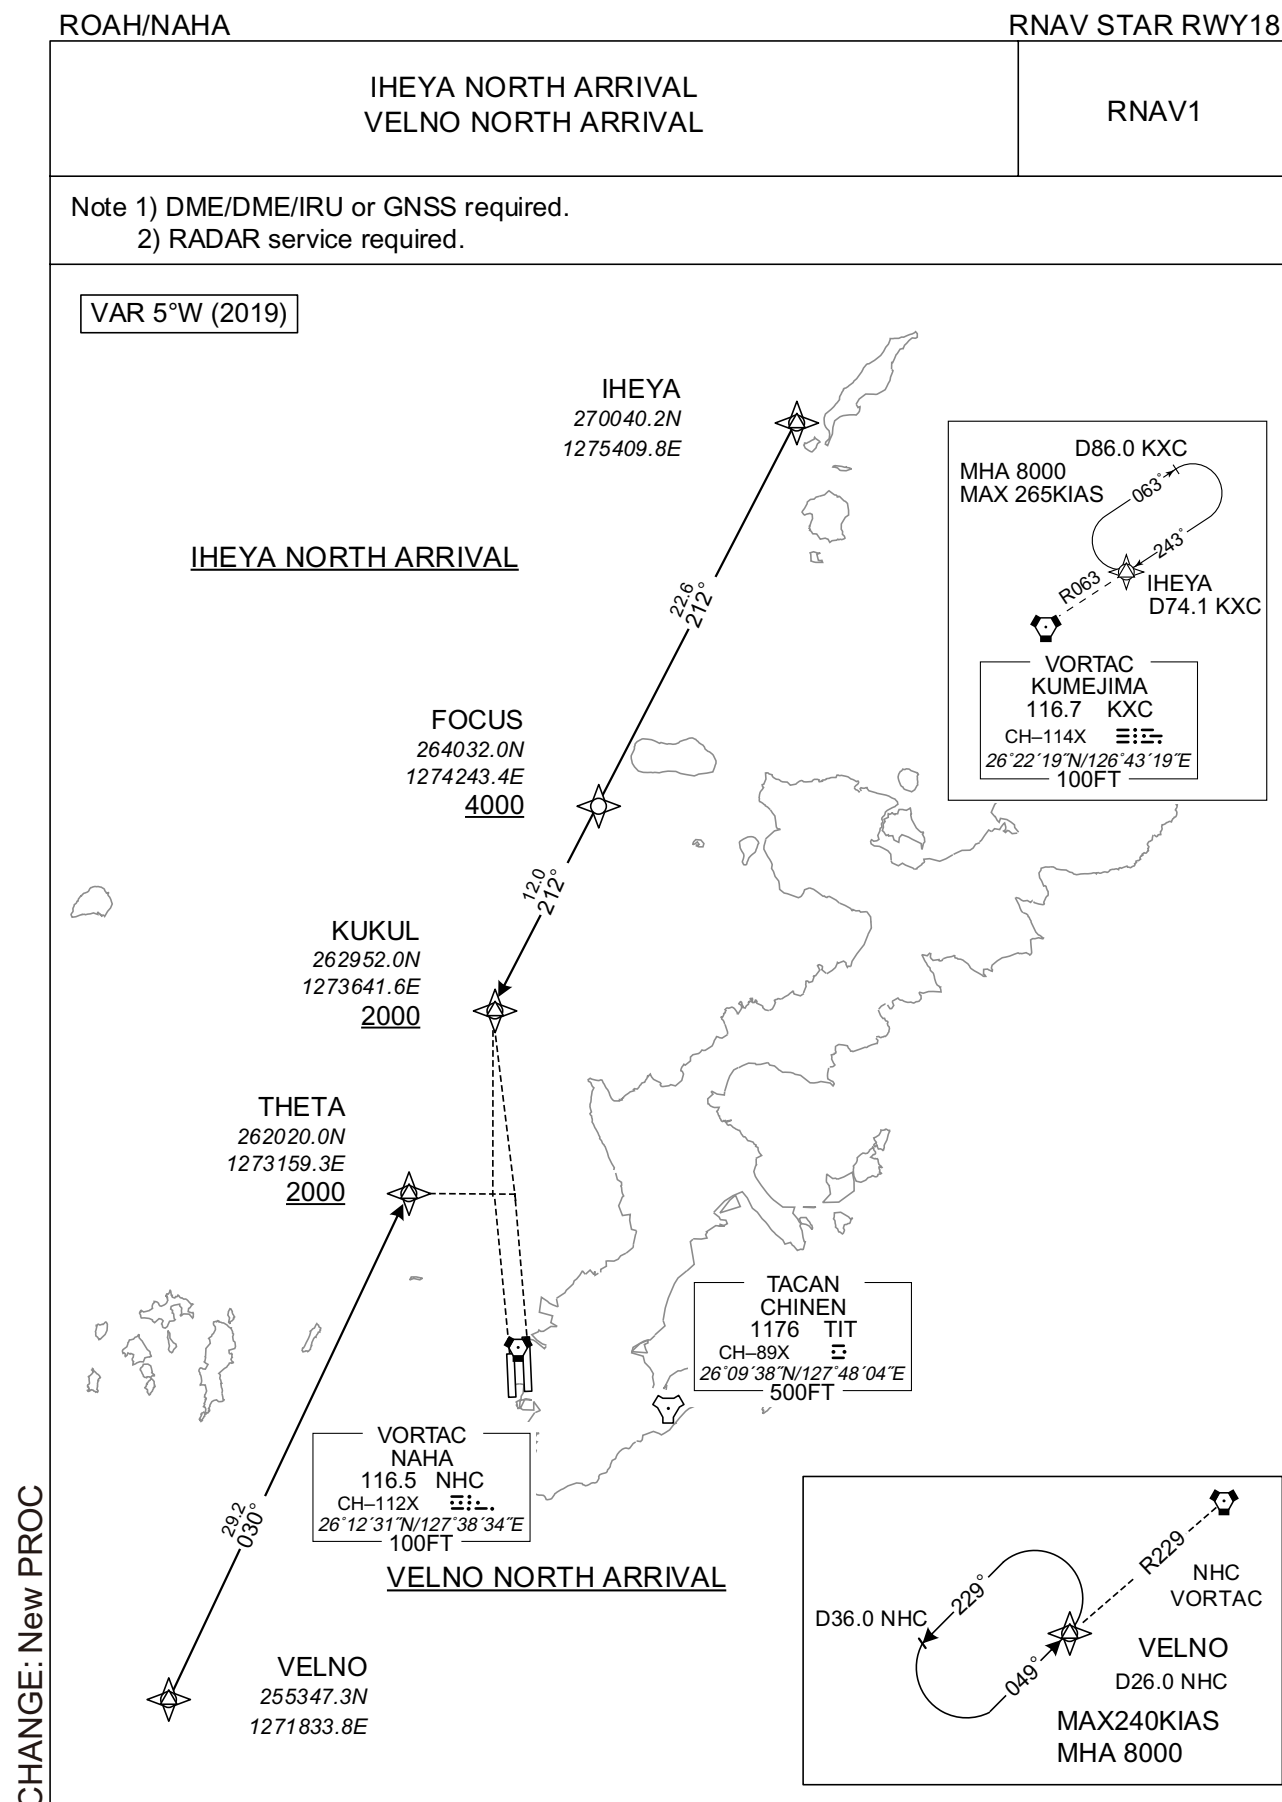 ROAH/NAHA
RNAV STAR RWY18
IHEYA NORTH ARRIVAL
VELNO NORTH ARRIVAL
RNAV1
Note 1) DME/DME/IRU or GNSS required.
2) RADAR service required.
VAR 5°W (2019)
IHEYA
270040.2N
1275409.8E
IHEYA NORTH ARRIVAL
22.6
212°
D86.0 KXC
MHA 8000
MAX 265KIAS
063°
243°
R063
IHEYA
D74.1 KXC
VORTAC
KUMEJIMA
116.7 KXC
CH–114X
26°22´19˝N/126°43´19˝E
100FT
FOCUS
264032.0N
1274243.4E
4000
12.0
212°
KUKUL
262952.0N
1273641.6E
2000
THETA
262020.0N
1273159.3E
2000
TACAN
CHINEN
1176 TIT
CH–89X
26°09´38˝N/127°48´04˝E
500FT
VORTAC
NAHA
116.5 NHC
CH–112X
26°12´31˝N/127°38´34˝E
100FT
29.2
030°
VELNO NORTH ARRIVAL
VELNO
255347.3N
1271833.8E
R229
NHC
VORTAC
229°
D36.0 NHC
049°
VELNO
D26.0 NHC
MAX240KIAS
MHA 8000
CHANGE: New PROC